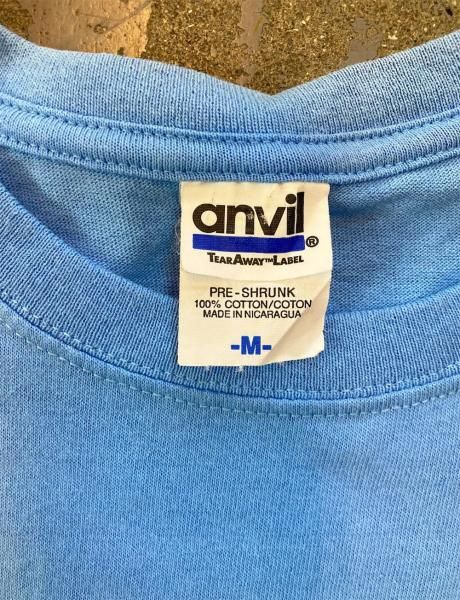 anvil®
TEARAWAY™LABEL
PRE-SHRUNK
100% COTTON/COTON
MADE IN NICARAGUA
-M-